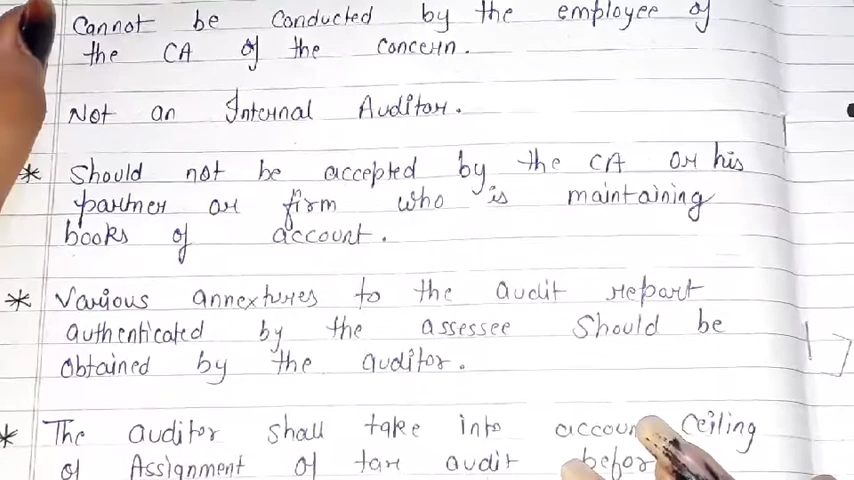 Cannot be Conducted by the employee of
the CA of the Concern.
Not an Internal Auditor.
* Should not be accepted by the CA or his
partner or firm who is maintaining
books of account.
* Various annextures to the audit report
authenticated by the assessee Should be
obtained by the auditor.
* The auditor shall take into account Ceiling
of Assignment of tax audit befor